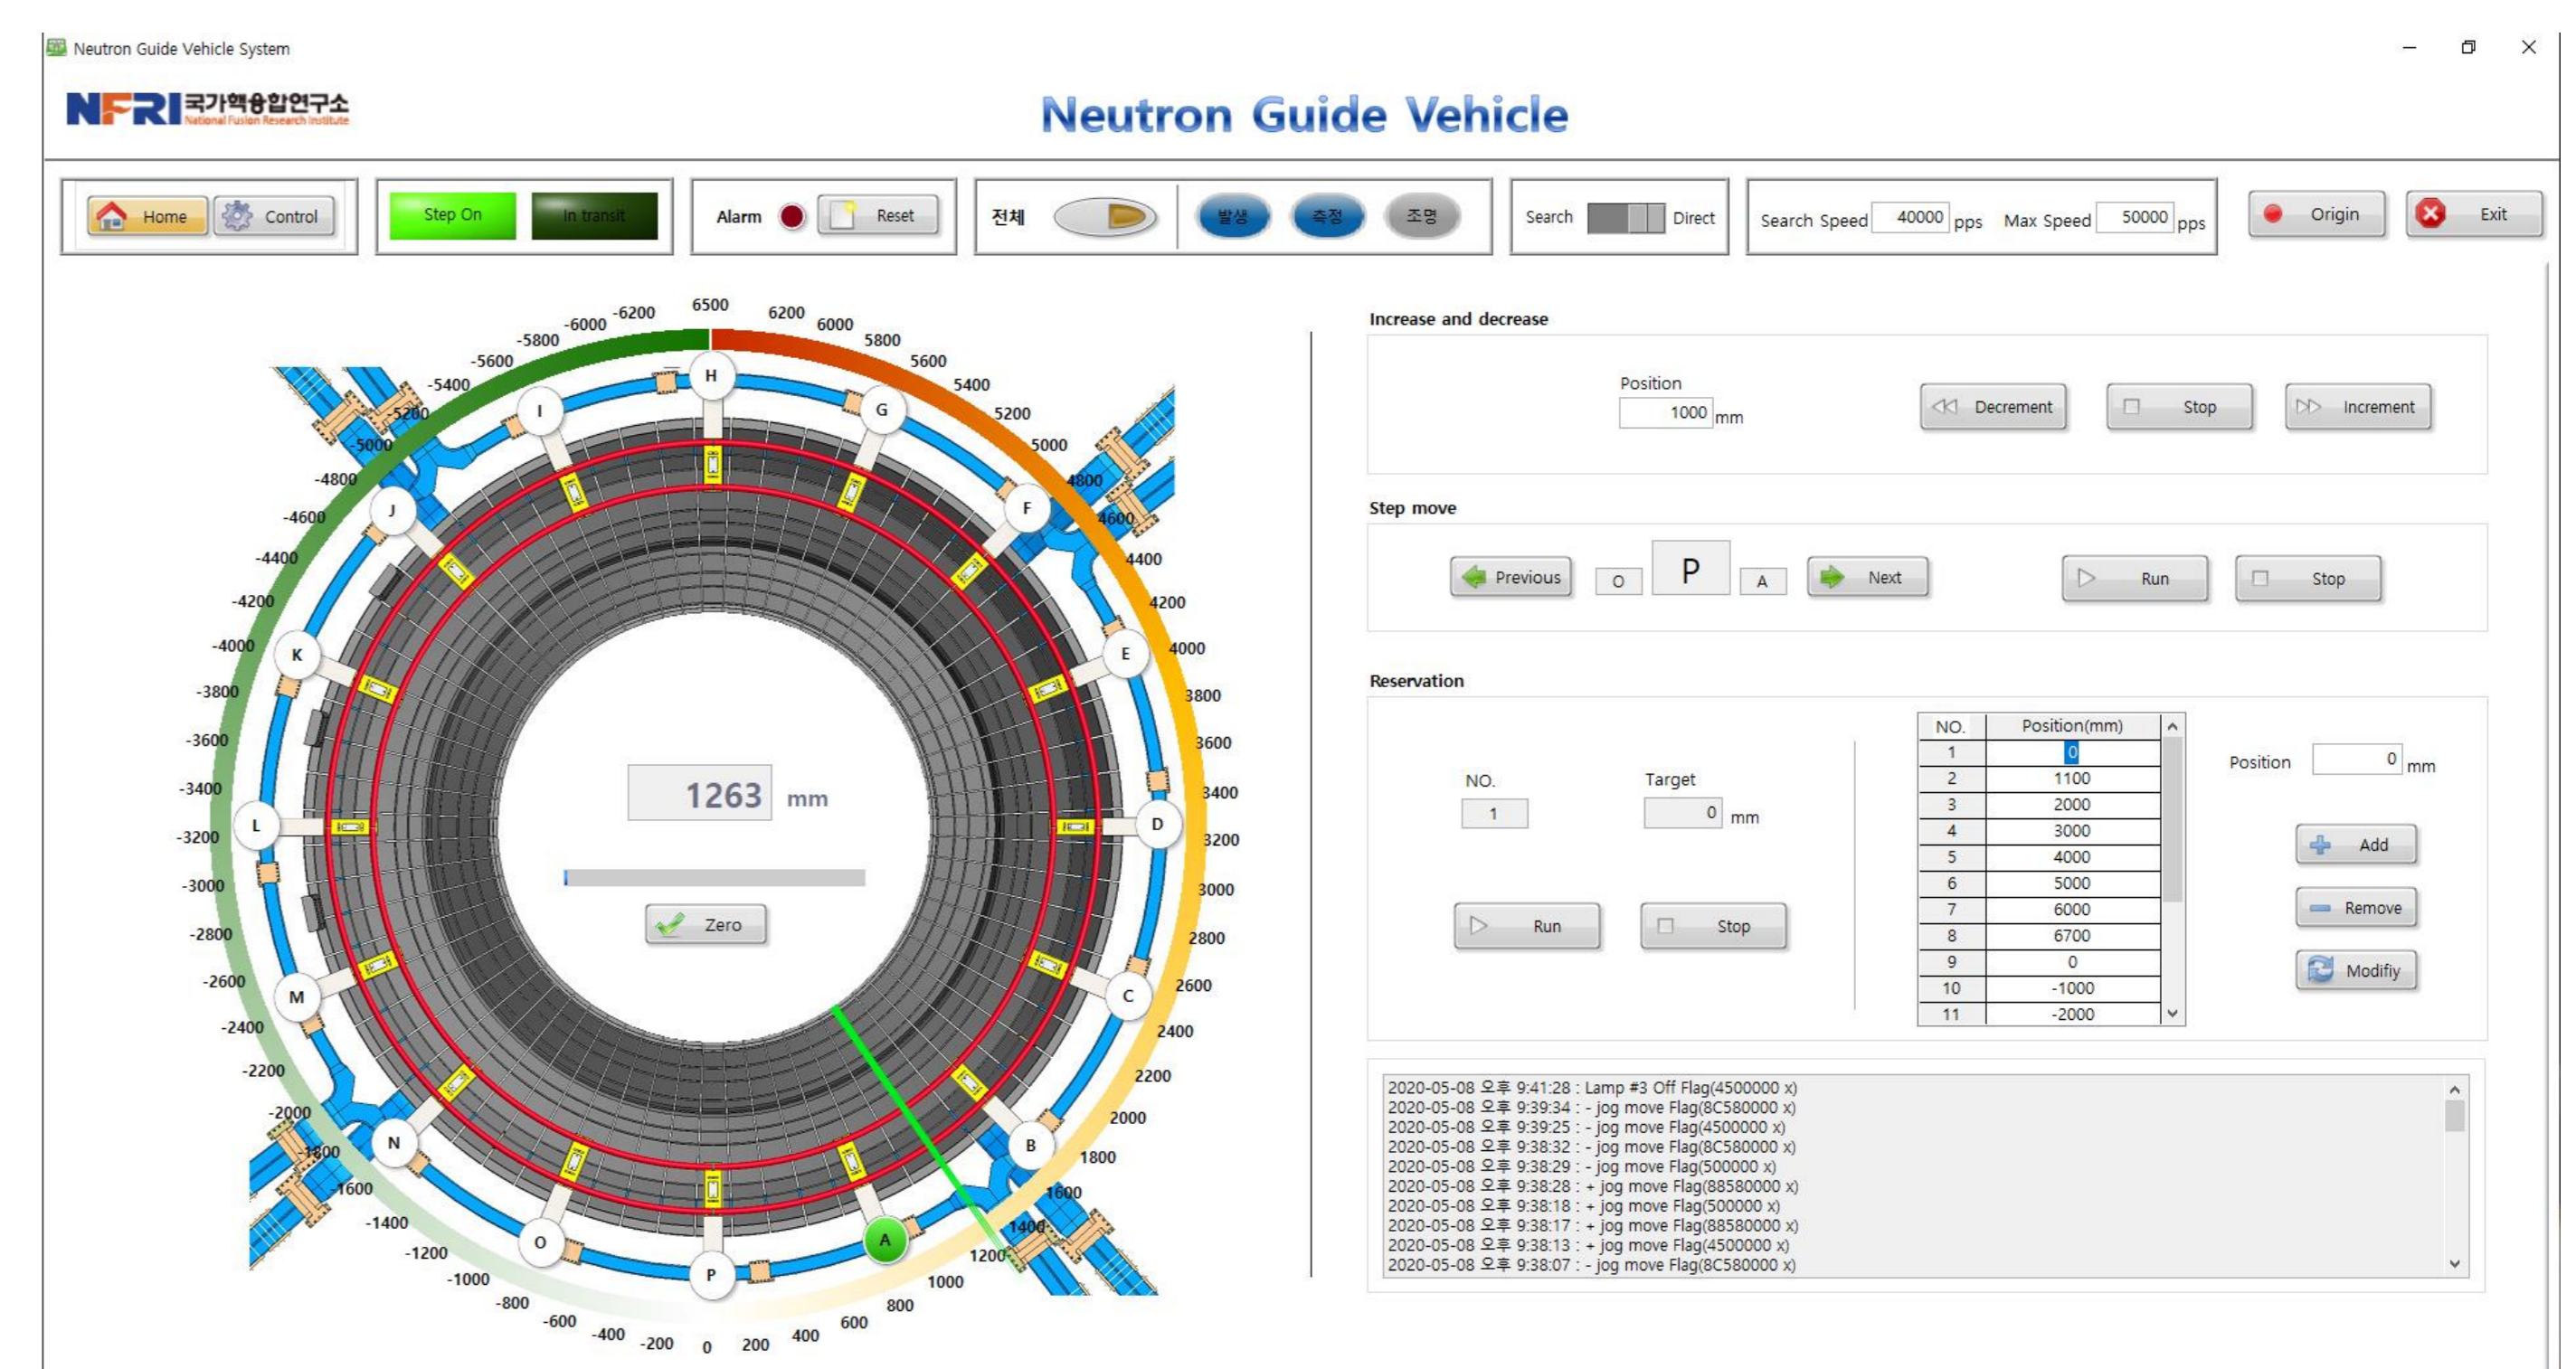 Neutron Guide Vehicle System
NFRI 국가핵융합연구소
National Fusion Research Institute
Neutron Guide Vehicle
Home
Control
Step On
In transit
Alarm
Reset
전체
발생
측정
조명
Search
Direct
Search Speed 40000 pps
Max Speed 50000 pps
Origin
Exit
6500
6200
6000
5800
5600
5400
5200
5000
4800
4600
4400
4200
4000
3800
3600
3400
3200
3000
2800
2600
2400
2200
2000
1800
1600
1400
1200
1000
800
600
400
200
0
-200
-400
-600
-800
-1000
-1200
-1400
-1600
-1800
-2000
-2200
-2400
-2600
-2800
-3000
-3200
-3400
-3600
-3800
-4000
-4200
-4400
-4600
-4800
-5000
-5200
-5400
-5600
-5800
-6000
-6200
H
G
F
E
D
C
B
A
P
O
N
M
L
K
J
I
1263 mm
Zero
Increase and decrease
Position
1000 mm
Decrement
Stop
Increment
Step move
Previous
O
P
A
Next
Run
Stop
Reservation
NO.
1
Target
0 mm
Run
Stop
NO. Position(mm)
1 0
2 1100
3 2000
4 3000
5 4000
6 5000
7 6000
8 6700
9 0
10 -1000
11 -2000
Position 0 mm
Add
Remove
Modifiy
2020-05-08 오후 9:41:28 : Lamp #3 Off Flag(4500000 x)
2020-05-08 오후 9:39:34 : - jog move Flag(8C580000 x)
2020-05-08 오후 9:39:25 : - jog move Flag(4500000 x)
2020-05-08 오후 9:38:32 : - jog move Flag(8C580000 x)
2020-05-08 오후 9:38:29 : - jog move Flag(500000 x)
2020-05-08 오후 9:38:28 : + jog move Flag(88580000 x)
2020-05-08 오후 9:38:18 : + jog move Flag(500000 x)
2020-05-08 오후 9:38:17 : + jog move Flag(88580000 x)
2020-05-08 오후 9:38:13 : + jog move Flag(4500000 x)
2020-05-08 오후 9:38:07 : - jog move Flag(8C580000 x)